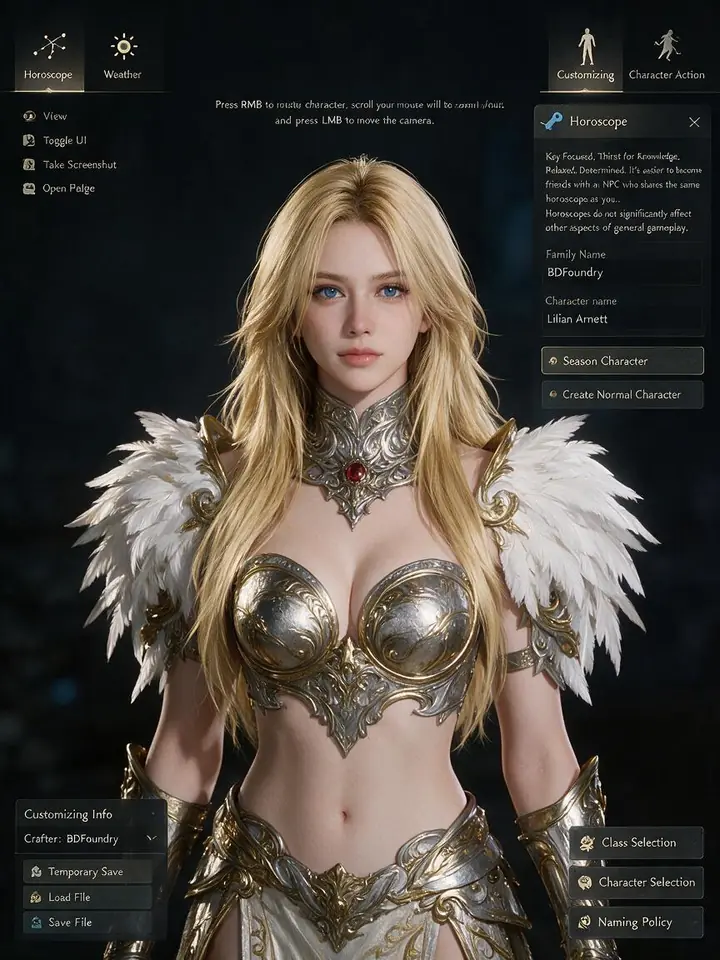 Horoscope
Weather
Customizing
Character Action
View
Toggle UI
Take Screenshot
Open Palge
Press RMB to rotate character, scroll your mouse will to
and press LMB to move the camera.
Horoscope
Key Focused, Thirst for Knowledge,
Relaxed, Determined. It's easier to become
friends with an NPC who shares the same
horoscope as you..
Horoscopes do not significantly affect
other aspects of general gameplay.
Family Name
BDFoundry
Character name
Lilian Arnett
Season Character
Create Normal Character
Customizing Info
Crafter: BDFoundry
Temporary Save
Load File
Save File
Class Selection
Character Selection
Naming Policy